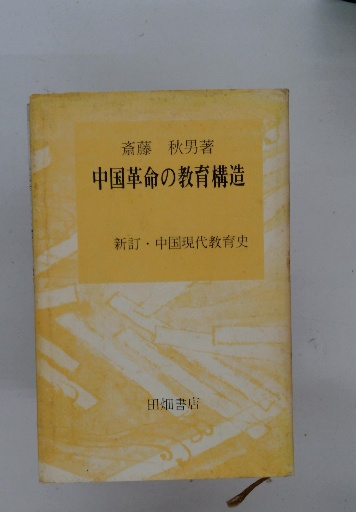 斎藤 秋男著
中国革命の教育構造
新訂・中国現代教育史
田畑書店